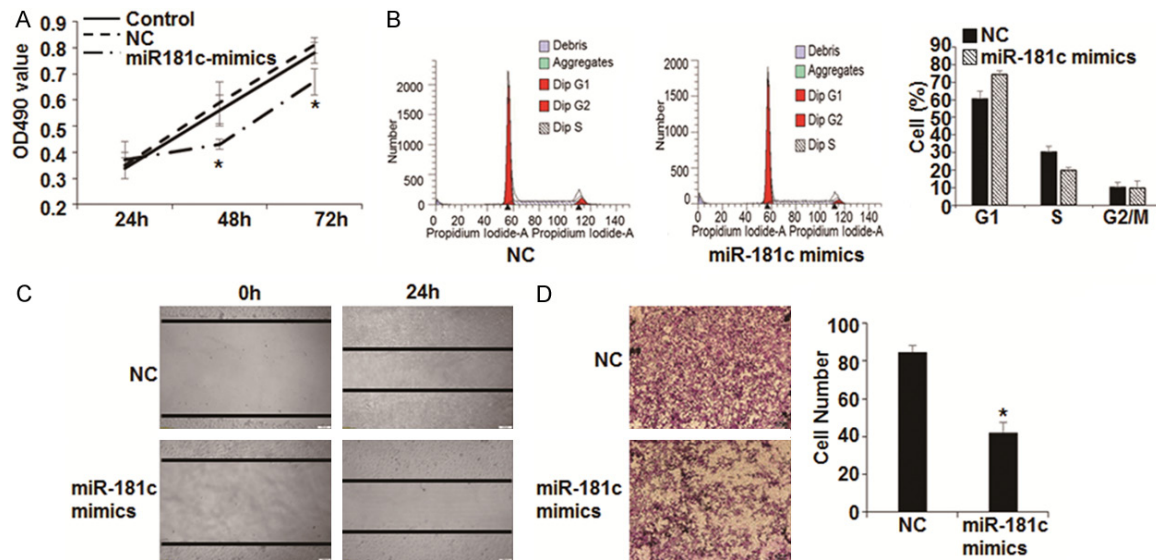 A
Control
NC
miR181c-mimics
OD490 value
0.9
0.8
0.7
0.6
0.5
0.4
0.3
0.2
24h
48h
72h
*
*
B
Debris
Aggregates
Dip G1
Dip G2
Dip S
Number
2000
1500
1000
500
0
0 20 40 60 80 100 120 140
Propidium Iodide-A Propidium Iodide-A
NC
Debris
Aggregates
Dip G1
Dip G2
Dip S
Number
2000
1500
1000
500
0
0 20 40 60 80 100 120 140
Propidium Iodide-A Propidium Iodide-A
miR-181c mimics
NC
miR-181c mimics
Cell (%)
90
80
70
60
50
40
30
20
10
0
G1
S
G2/M
C
0h
24h
NC
miR-181c
mimics
D
NC
miR-181c
mimics
Cell Number
100
80
60
40
20
0
*
NC
miR-181c
mimics